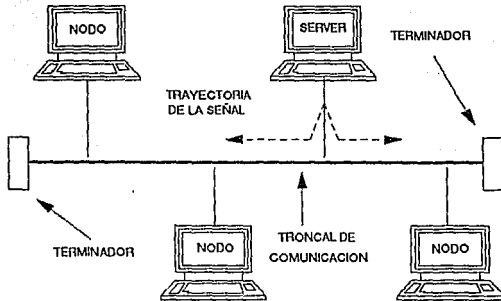 NODO
SERVER
TERMINADOR
TRAYECTORIA
DE LA SEÑAL
TERMINADOR
NODO
TRONCAL DE
COMUNICACION
NODO